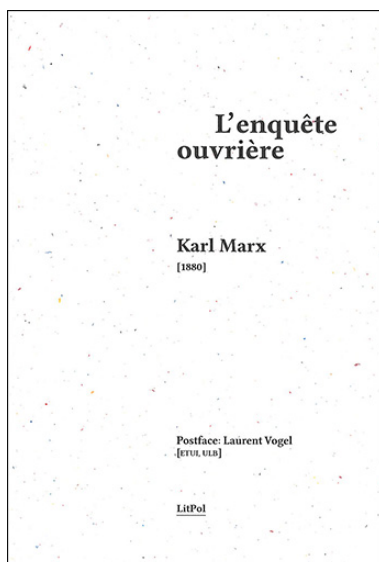 L'enquête
ouvrière
Karl Marx
[1880]
Postface: Laurent Vogel
[ETUI, ULB]
LitPol